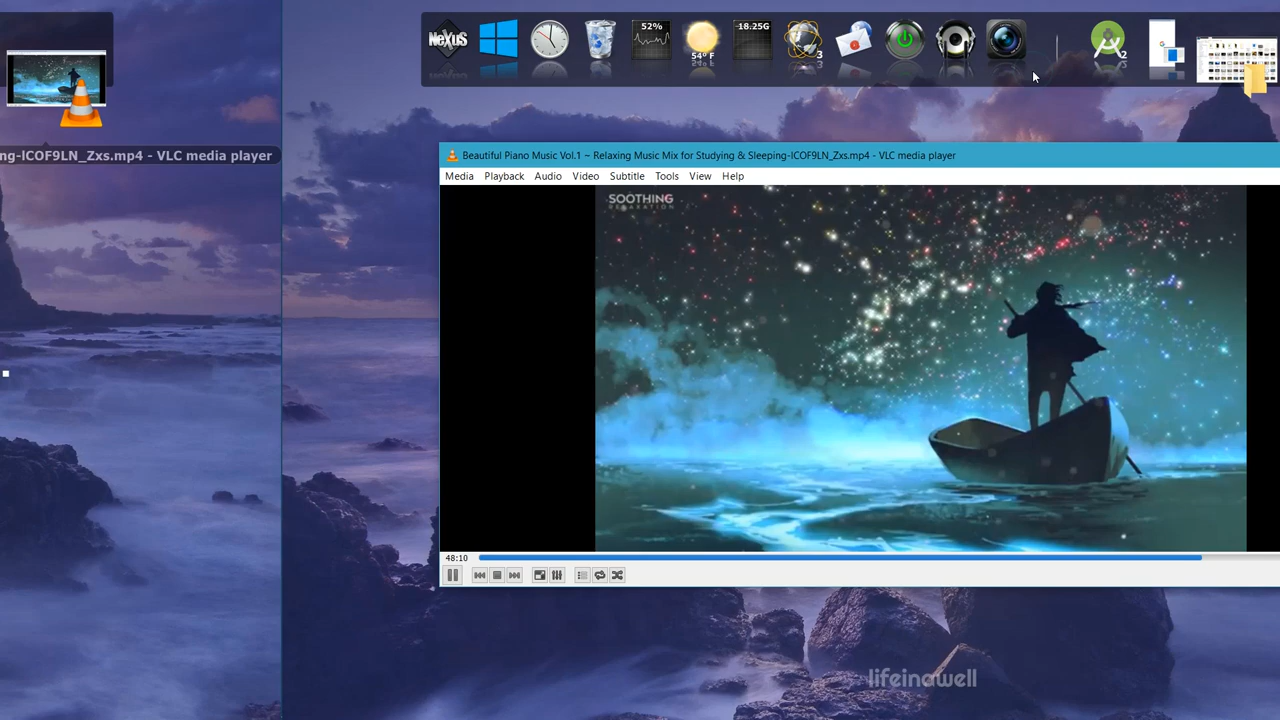 NeXuS
52%
54° F
18.25G
3
2
ng-ICOF9LN_Zxs.mp4 - VLC media player
Beautiful Piano Music Vol.1 ~ Relaxing Music Mix for Studying & Sleeping-ICOF9LN_Zxs.mp4 - VLC media player
Media Playback Audio Video Subtitle Tools View Help
SOOTHING
RELAXATION
48:10
lifeinawell